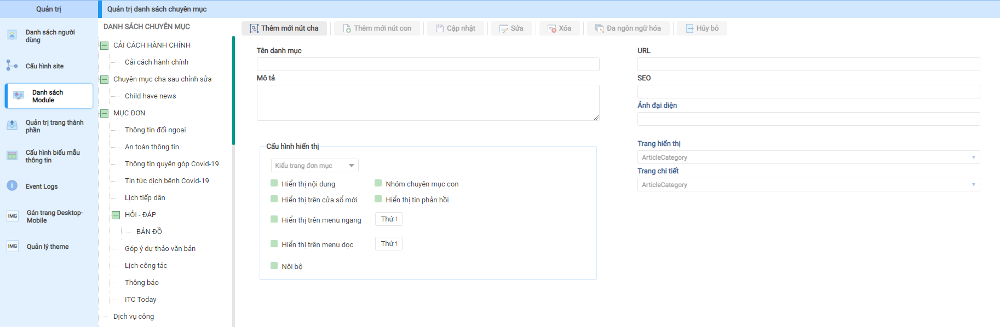 Quản trị
Quản trị danh sách chuyên mục
Danh sách người
dùng
Cấu hình site
Danh sách
Module
Quản trị trang thành
phần
Cấu hình biểu mẫu
thông tin
Event Logs
IMG
Gán trang Desktop-
Mobile
IMG
Quản lý theme
DANH SÁCH CHUYÊN MỤC
CẢI CÁCH HÀNH CHÍNH
Cải cách hành chính
Chuyên mục cha sau chỉnh sửa
Child have news
MỤC ĐƠN
Thông tin đối ngoại
An toàn thông tin
Thông tin quyên góp Covid-19
Tin tức dịch bệnh Covid-19
Lịch tiếp dân
HỎI - ĐÁP
BẢN ĐỒ
Góp ý dự thảo văn bản
Lịch công tác
Thông báo
ITC Today
Dịch vụ công
Thêm mới nút cha
Thêm mới nút con
Cập nhật
Sửa
Xóa
Đa ngôn ngữ hóa
Hủy bỏ
Tên danh mục
Mô tả
Cấu hình hiển thị
Kiểu trang đơn mục
Hiển thị nội dung
Nhóm chuyên mục con
Hiển thị trên cửa sổ mới
Hiển thị tin phản hồi
Hiển thị trên menu ngang
Thứ t
Hiển thị trên menu dọc
Thứ t
Nội bộ
URL
SEO
Ảnh đại diện
Trang hiển thị
ArticleCategory
Trang chi tiết
ArticleCategory